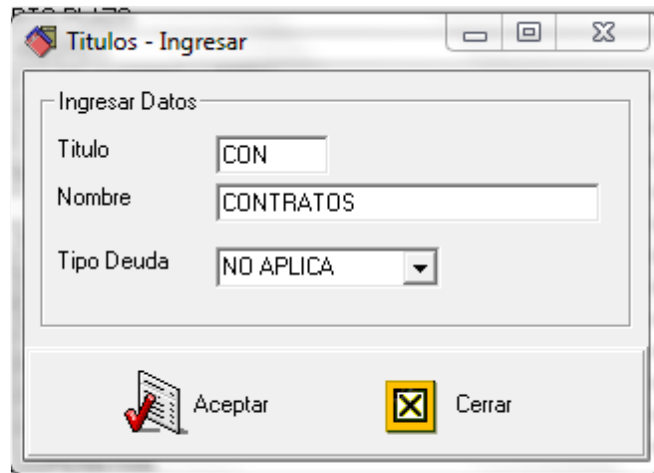 Titulos - Ingresar
Ingresar Datos
Titulo CON
Nombre CONTRATOS
Tipo Deuda NO APLICA
Aceptar Cerrar